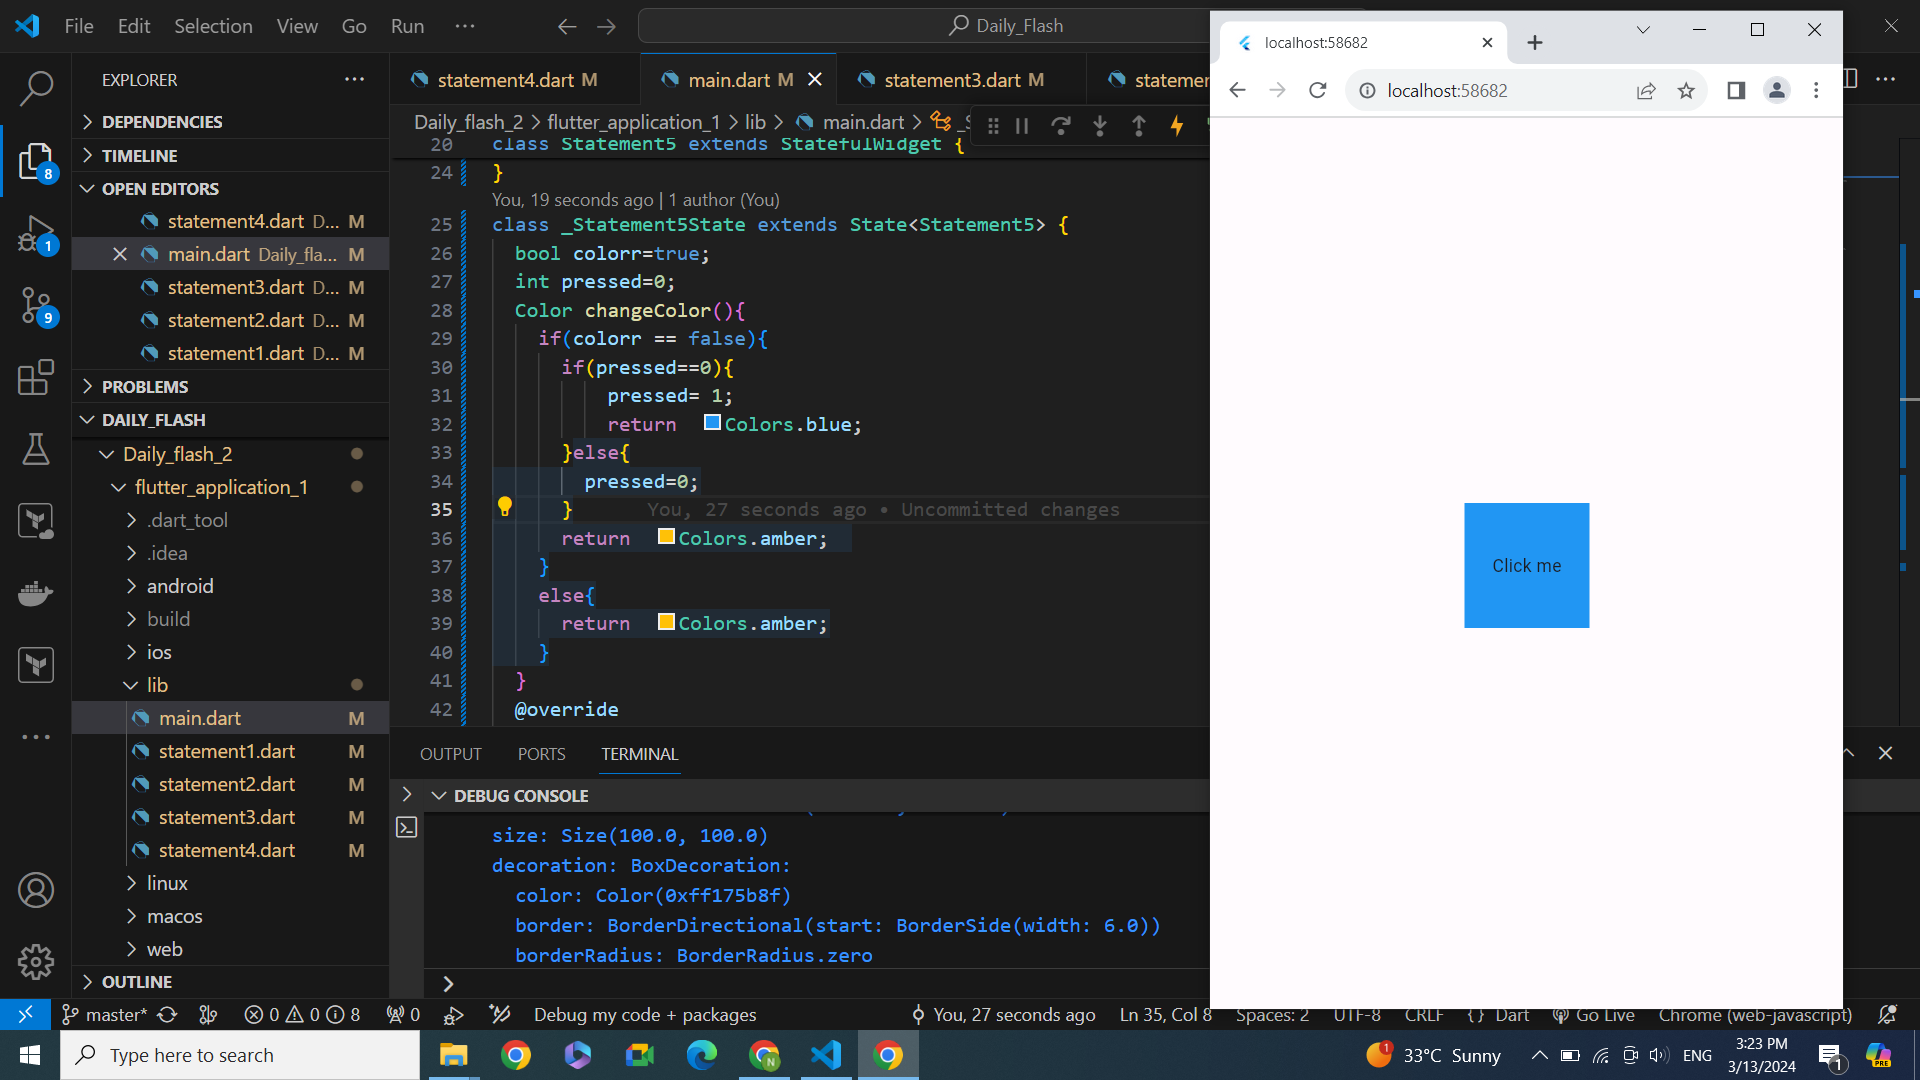 File Edit Selection View Go Run ··· Daily_Flash
EXPLORER ···
DEPENDENCIES
TIMELINE
OPEN EDITORS
statement4.dart D... M
main.dart Daily_fla... M
statement3.dart D... M
statement2.dart D... M
statement1.dart D... M
PROBLEMS
DAILY_FLASH
Daily_flash_2
flutter_application_1
.dart_tool
.idea
android
build
ios
lib
main.dart M
statement1.dart M
statement2.dart M
statement3.dart M
statement4.dart M
linux
macos
web
OUTLINE
8
1
9
statement4.dart M main.dart M statement3.dart M statemer
Daily_flash_2 > flutter_application_1 > lib > main.dart > _S
20 class Statement5 extends StatefulWidget {
24 }
You, 19 seconds ago | 1 author (You)
25 class _Statement5State extends State<Statement5> {
26 bool colorr=true;
27 int pressed=0;
28 Color changeColor(){
29 if(colorr == false){
30 if(pressed==0){
31 pressed= 1;
32 return Colors.blue;
33 }else{
34 pressed=0;
35 } You, 27 seconds ago • Uncommitted changes
36 return Colors.amber;
37 }
38 else{
39 return Colors.amber;
40 }
41 }
42 @override
OUTPUT PORTS TERMINAL
DEBUG CONSOLE
size: Size(100.0, 100.0)
decoration: BoxDecoration:
color: Color(0xff175b8f)
border: BorderDirectional(start: BorderSide(width: 6.0))
borderRadius: BorderRadius.zero
localhost:58682
localhost:58682
Click me
master* 0 0 8 0 Debug my code + packages You, 27 seconds ago Ln 35, Col 8 Spaces: 2 UTF-8 CRLF {} Dart Go Live Chrome (web-javascript)
Type here to search
N
1
33°C Sunny
ENG
3:23 PM
3/13/2024
1
PRE